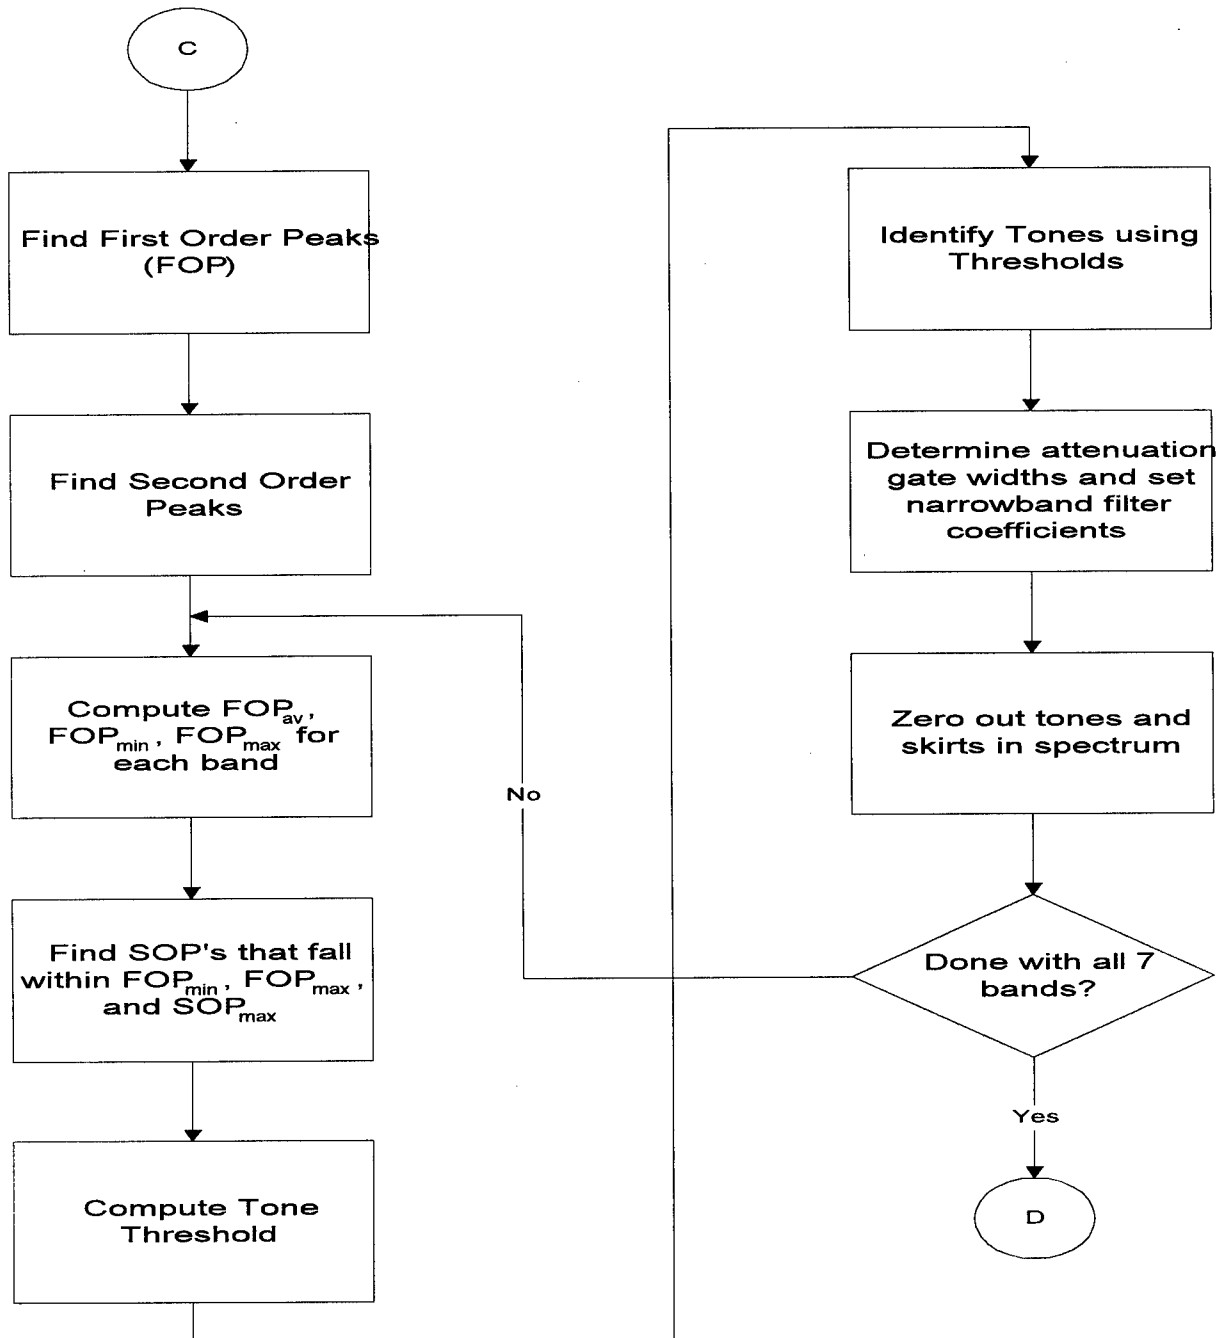 C
Find First Order Peaks
(FOP)
Find Second Order
Peaks
Compute FOPav,
FOPmin, FOPmax for
each band
Find SOP's that fall
within FOPmin, FOPmax,
and SOPmax
Compute Tone
Threshold
No
Identify Tones using
Thresholds
Determine attenuation
gate widths and set
narrowband filter
coefficients
Zero out tones and
skirts in spectrum
Done with all 7
bands?
Yes
D